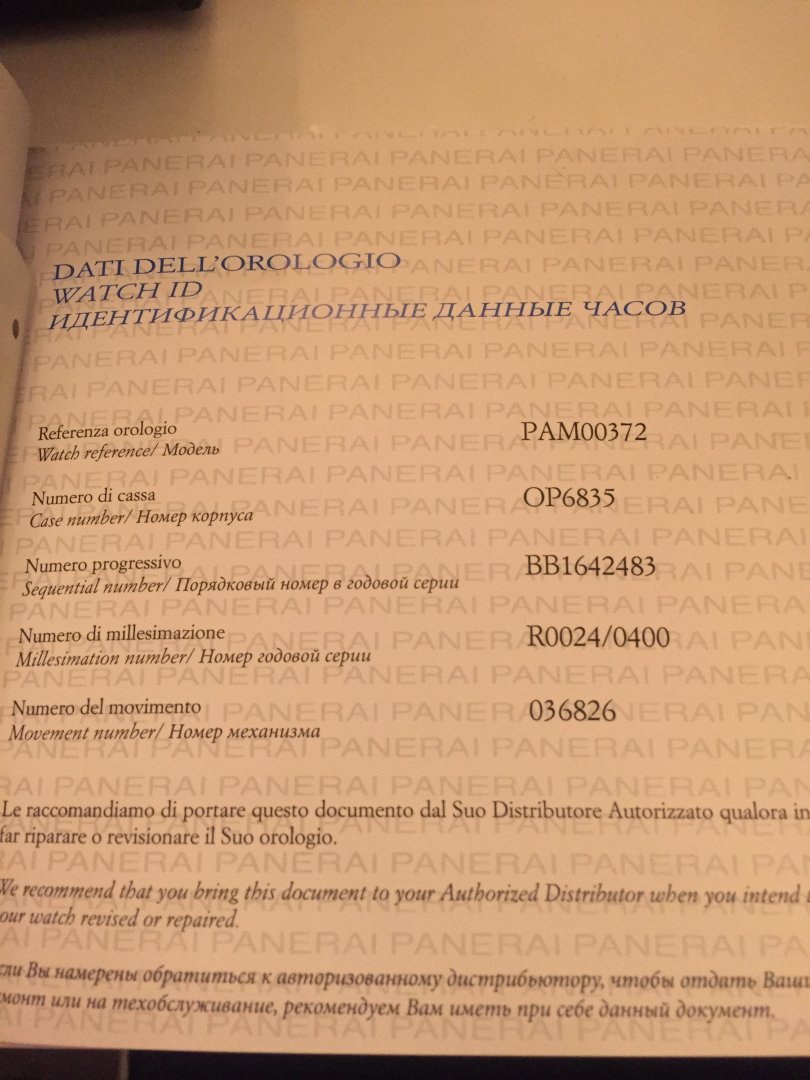 DATI DELL'OROLOGIO
WATCH ID
ИДЕНТИФИКАЦИОННЫЕ ДАННЫЕ ЧАСОВ
Referenza orologio PAM00372
Watch reference/ Модель
Numero di cassa OP6835
Case number/ Номер корпуса
Numero progressivo BB1642483
Sequential number/ Порядковый номер в годовой серии
Numero di millesimazione R0024/0400
Millesimation number/ Номер годовой серии
Numero del movimento 036826
Movement number/ Номер механизма
Le raccomandiamo di portare questo documento dal Suo Distributore Autorizzato qualora in
far riparare o revisionare il Suo orologio.
We recommend that you bring this document to your Authorized Distributor when you intend
our watch revised or repaired.
сли Вы намерены обратиться к авторизованному дистрибьютору, чтобы отдать Ваши
монт или на техобслуживание, рекомендуем Вам иметь при себе данный документ.